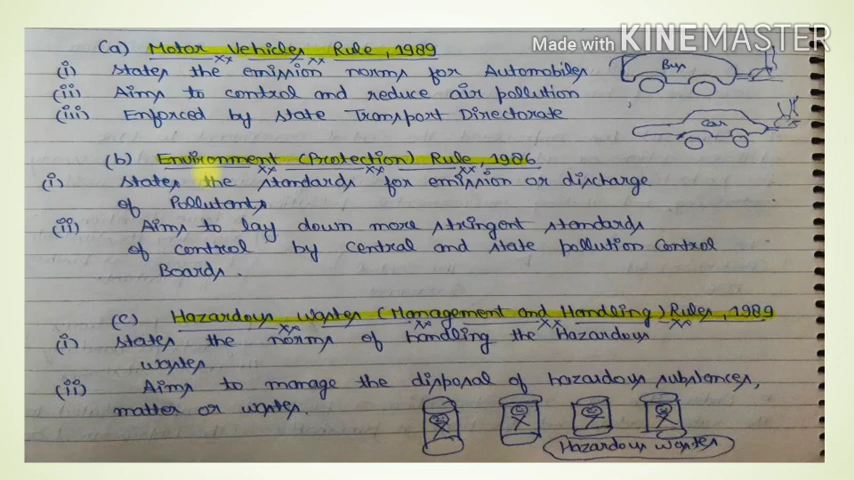 Made with KINEMASTER
(a) Motor Vehicles Rule, 1989
(i) States the emission norms for Automobiles
Bus
(ii) Aims to control and reduce air pollution
(iii) Enforced by state Transport Directorate
Car
(b) Environment (Protection) Rule, 1986
(i) States the standards for emission or discharge
of Pollutants
(ii) Aims to lay down more stringent standards
of control by central and state pollution control
Boards.
(c) Hazardous wastes (Management and Handling) Rules, 1989
(i) States the norms of handling the Hazardous
wastes
(ii) Aims to manage the disposal of hazardous substances,
matter or wastes.
Hazardous wastes